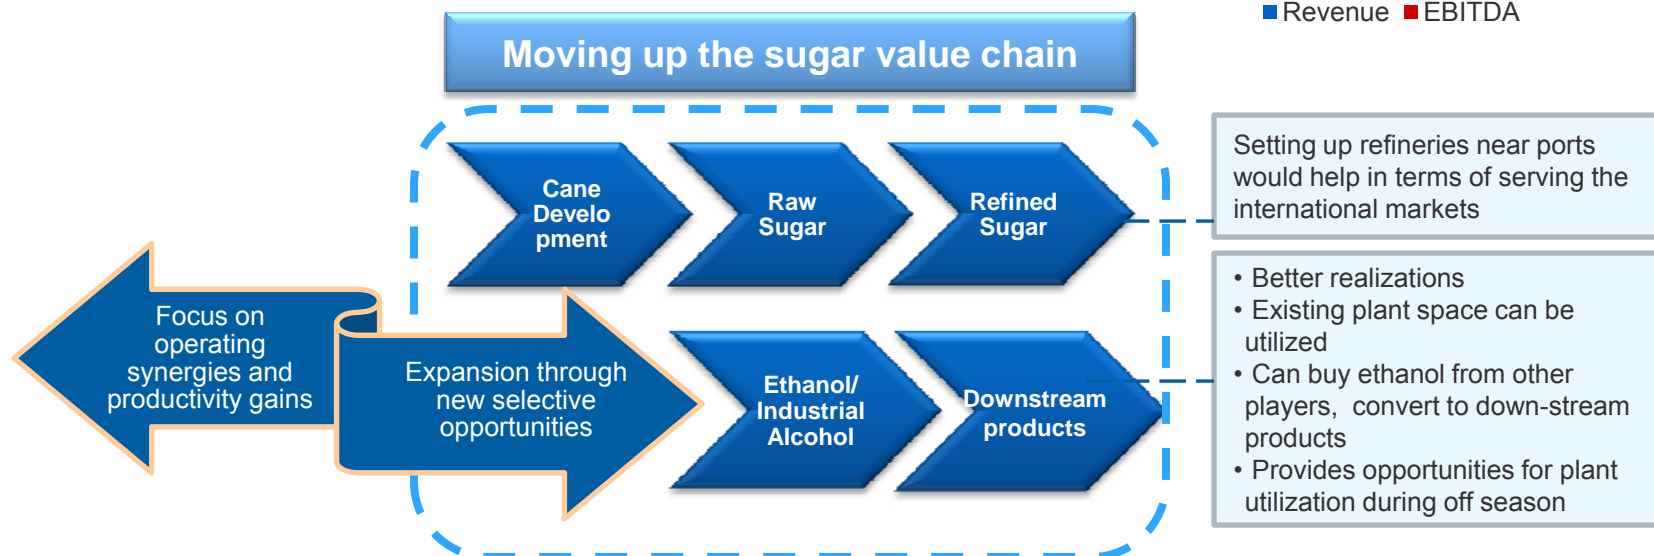 Revenue EBITDA
Moving up the sugar value chain
Cane
Develo
pment
Raw
Sugar
Refined
Sugar
Setting up refineries near ports
would help in terms of serving the
international markets
Focus on
operating
synergies and
productivity gains
Expansion through
new selective
opportunities
Ethanol/
Industrial
Alcohol
Downstream
products
• Better realizations
• Existing plant space can be
utilized
• Can buy ethanol from other
players, convert to down-stream
products
• Provides opportunities for plant
utilization during off season